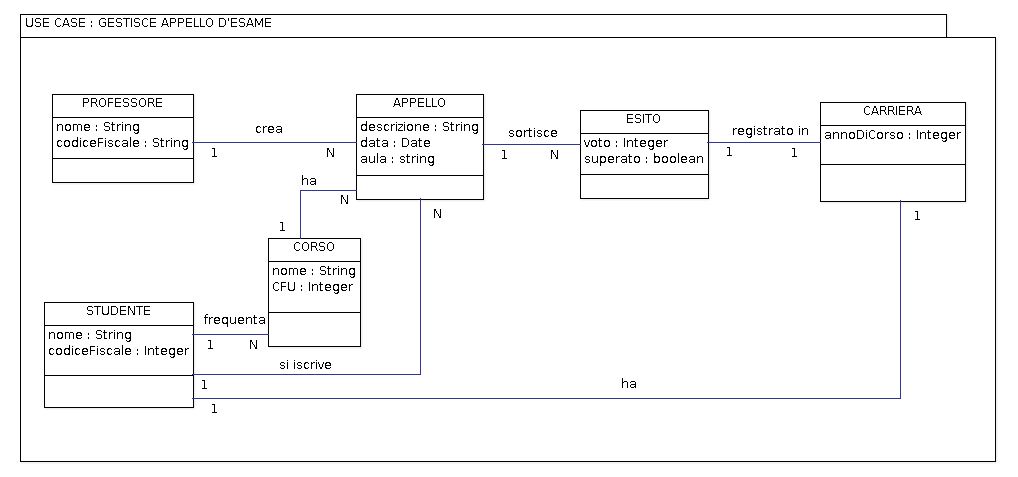 USE CASE : GESTISCE APPELLO D'ESAME
PROFESSORE
nome : String
codiceFiscale : String
crea
1
N
APPELLO
descrizione : String
data : Date
aula : string
sortisce
1
N
ESITO
voto : Integer
superato : boolean
registrato in
1
1
CARRIERA
annoDiCorso : Integer
ha
N
1
N
1
CORSO
nome : String
CFU : Integer
STUDENTE
nome : String
codiceFiscale : Integer
frequenta
1
N
si iscrive
1
ha
1